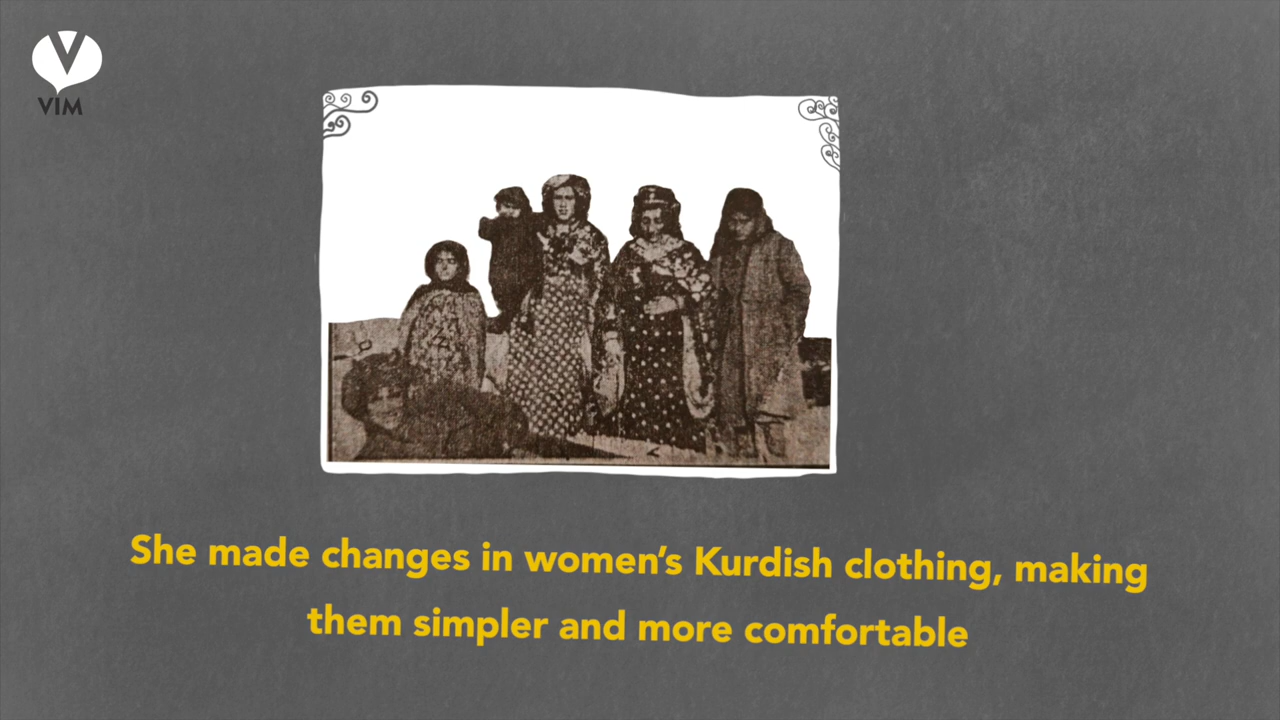 V
VIM
She made changes in women's Kurdish clothing, making
them simpler and more comfortable